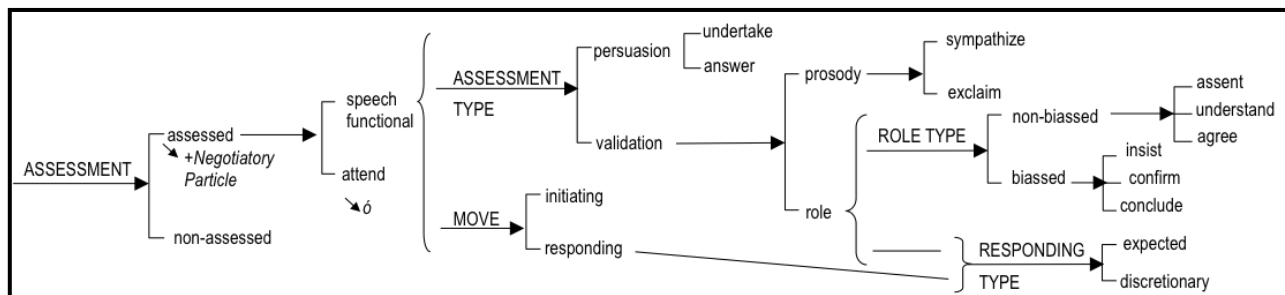 ASSESSMENT
assessed
+Negotiatory
Particle
non-assessed
speech
functional
attend
ó
ASSESSMENT
TYPE
persuasion
undertake
answer
validation
MOVE
initiating
responding
prosody
sympathize
exclaim
role
ROLE TYPE
non-biassed
assent
understand
agree
biassed
insist
confirm
conclude
RESPONDING
TYPE
expected
discretionary